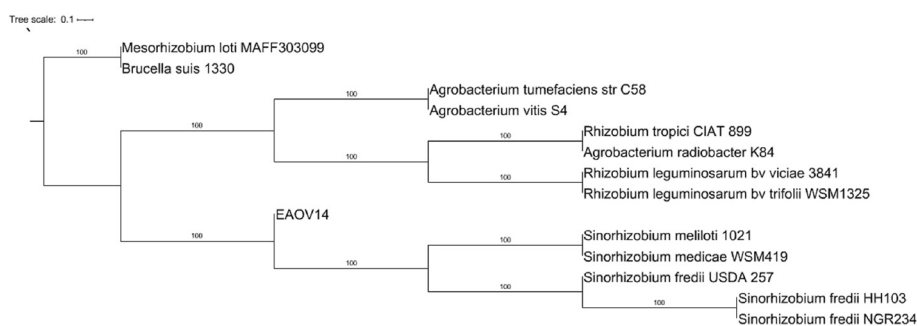 Tree scale: 0.1
100
Mesorhizobium loti MAFF303099
Brucella suis 1330
100
Agrobacterium tumefaciens str C58
Agrobacterium vitis S4
100
100
Rhizobium tropici CIAT 899
Agrobacterium radiobacter K84
100
100
Rhizobium leguminosarum bv viciae 3841
Rhizobium leguminosarum bv trifolii WSM1325
EAOV14
100
100
Sinorhizobium meliloti 1021
Sinorhizobium medicae WSM419
100
Sinorhizobium fredii USDA 257
100
100
Sinorhizobium fredii HH103
Sinorhizobium fredii NGR234